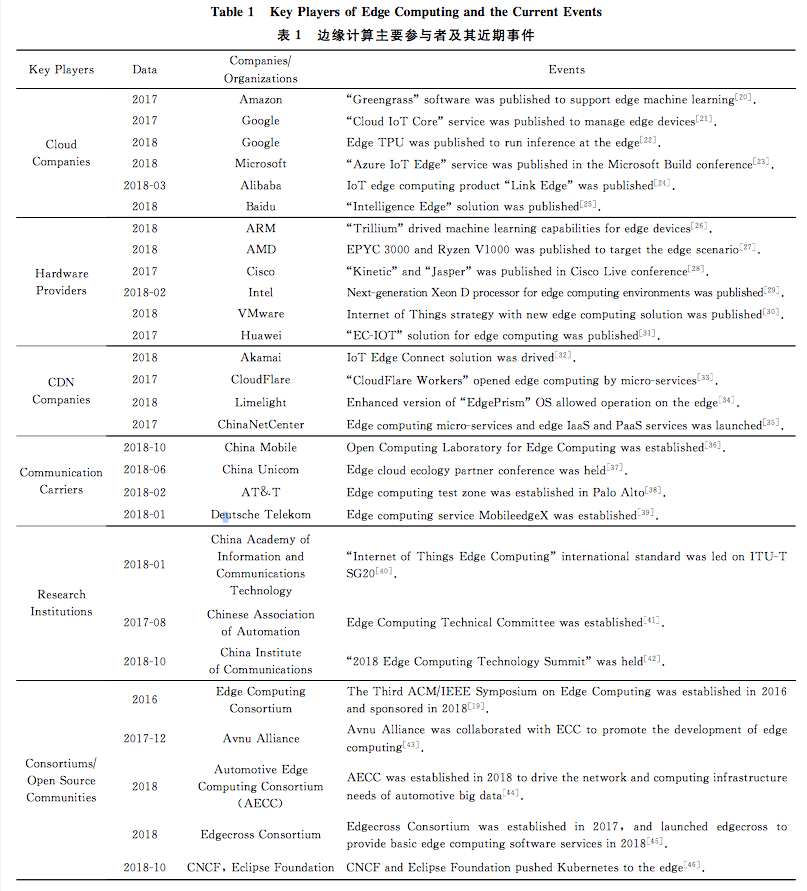 Table 1 Key Players of Edge Computing and the Current Events
表 1 边缘计算主要参与者及其近期事件
Key Players Data Companies/ Organizations Events
Cloud Companies
2017 Amazon “Greengrass” software was published to support edge machine learning[20].
2017 Google “Cloud IoT Core” service was published to manage edge devices[21].
2018 Google Edge TPU was published to run inference at the edge[22].
2018 Microsoft “Azure IoT Edge” service was published in the Microsoft Build conference[23].
2018-03 Alibaba IoT edge computing product “Link Edge” was published[24].
2018 Baidu “Intelligence Edge” solution was published[25].
Hardware Providers
2018 ARM “Trillium” drived machine learning capabilities for edge devices[26].
2018 AMD EPYC 3000 and Ryzen V1000 was published to target the edge scenario[27].
2017 Cisco “Kinetic” and “Jasper” was published in Cisco Live conference[28].
2018-02 Intel Next-generation Xeon D processor for edge computing environments was published[29].
2018 VMware Internet of Things strategy with new edge computing solution was published[30].
2017 Huawei “EC-IOT” solution for edge computing was published[31].
CDN Companies
2018 Akamai IoT Edge Connect solution was drived[32].
2017 CloudFlare “CloudFlare Workers” opened edge computing by micro-services[33].
2018 Limelight Enhanced version of “EdgePrism” OS allowed operation on the edge[34].
2017 ChinaNetCenter Edge computing micro-services and edge IaaS and PaaS services was launched[35].
Communication Carriers
2018-10 China Mobile Open Computing Laboratory for Edge Computing was established[36].
2018-06 China Unicom Edge cloud ecology partner conference was held[37].
2018-02 AT&T Edge computing test zone was established in Palo Alto[38].
2018-01 Deutsche Telekom Edge computing service MobileedgeX was established[39].
Research Institutions
2018-01
China Academy of
Information and
Communications
Technology
“Internet of Things Edge Computing” international standard was led on ITU-T
SG20[40].
2017-08
Chinese Association
of Automation
Edge Computing Technical Committee was established[41].
2018-10
China Institute
of Communications
“2018 Edge Computing Technology Summit” was held[42].
Consortiums/
Open Source
Communities
2016
Edge Computing
Consortium
The Third ACM/IEEE Symposium on Edge Computing was established in 2016
and sponsored in 2018[19].
2017-12 Avnu Alliance
Avnu Alliance was collaborated with ECC to promote the development of edge
computing[43].
2018
Automotive Edge
Computing Consortium
(AECC)
AECC was established in 2018 to drive the network and computing infrastructure
needs of automotive big data[44].
2018 Edgecross Consortium
Edgecross Consortium was established in 2017, and launched edgecross to
provide basic edge computing software services in 2018[45].
2018-10 CNCF, Eclipse Foundation CNCF and Eclipse Foundation pushed Kubernetes to the edge[46].